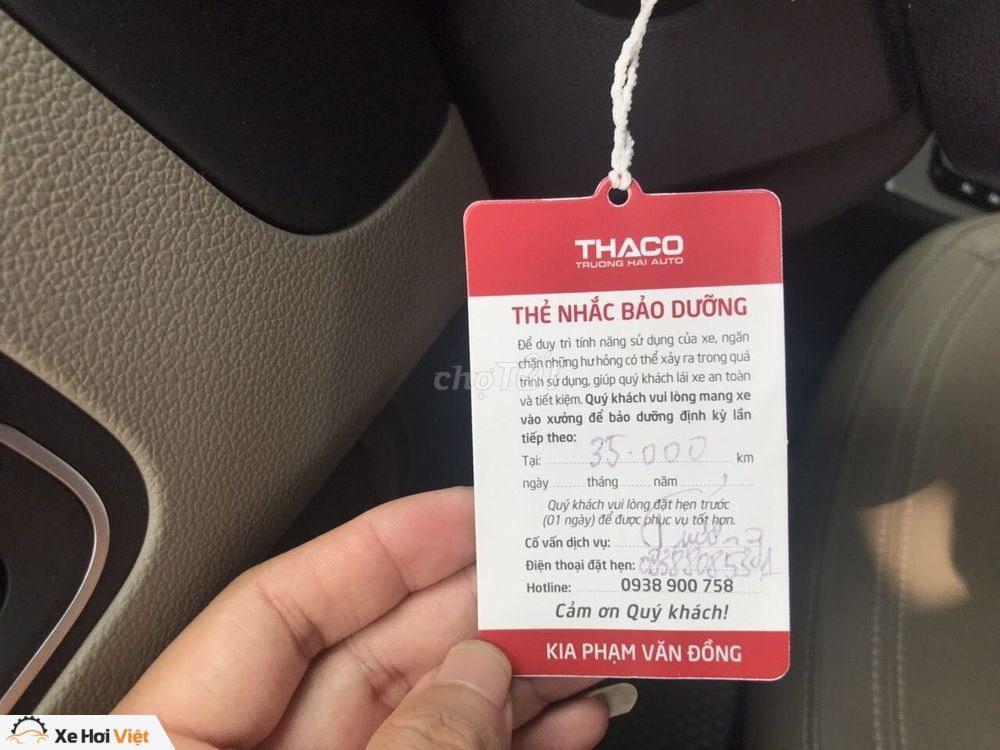 THACO
TRUONG HAI AUTO
THẺ NHẮC BẢO DƯỠNG
Để duy trì tính năng sử dụng của xe, ngăn
chặn những hư hỏng có thể xảy ra trong quá
trình sử dụng, giúp quý khách lái xe an toàn
và tiết kiệm. Quý khách vui lòng mang xe
vào xưởng để bảo dưỡng định kỳ lần
tiếp theo:
Tại: 35.000 km
ngày tháng năm
Quý khách vui lòng đặt hẹn trước
(01 ngày) để được phục vụ tốt hơn.
Cố vấn dịch vụ:
Điện thoại đặt hẹn:
Hotline: 0938 900 758
Cảm ơn Quý khách!
KIA PHẠM VĂN ĐỒNG
chợTỐT
Xe Hơi Việt